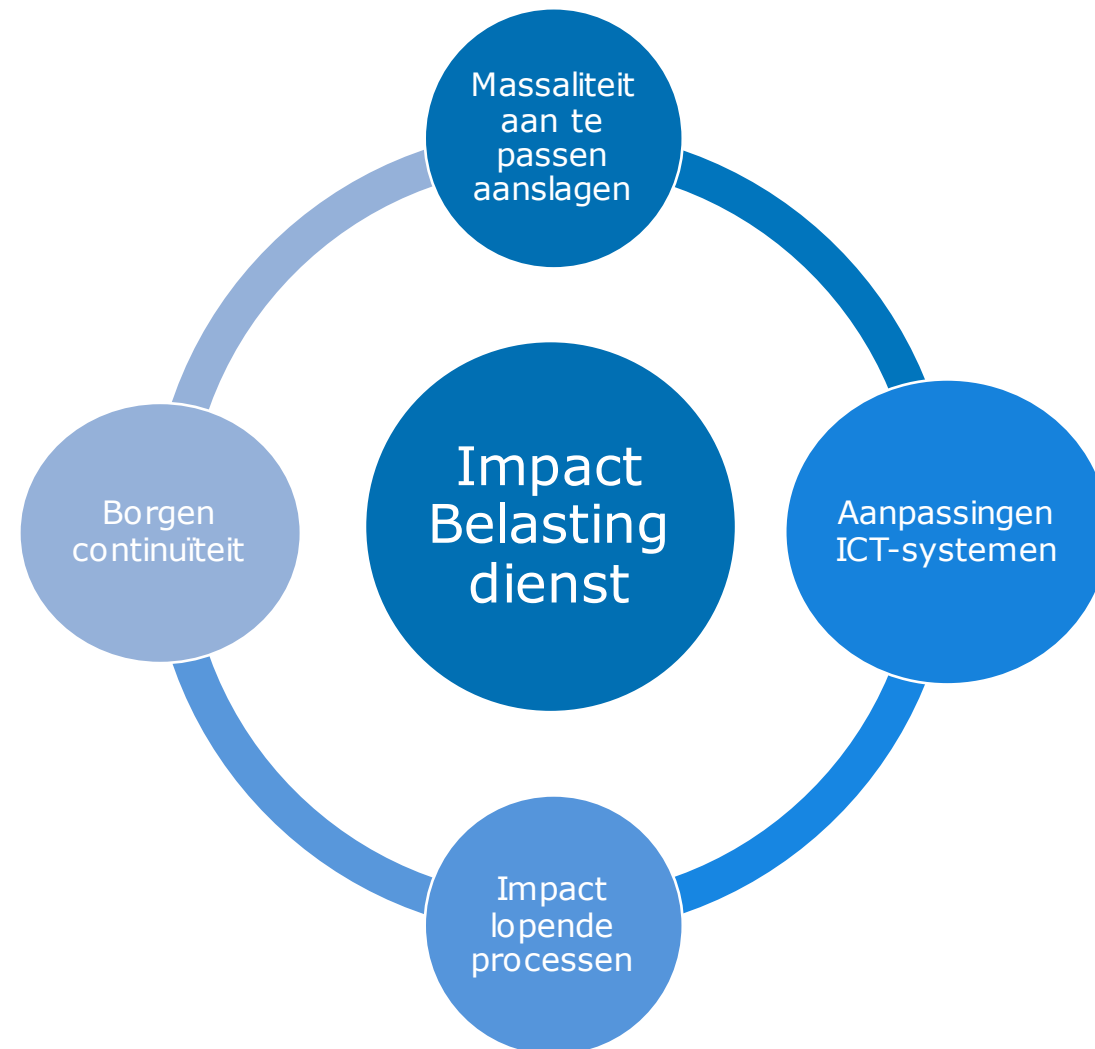 Massaliteit
aan te
passen
aanslagen
Impact
Belasting
dienst
Aanpassingen
ICT-systemen
Impact
lopende
processen
Borgen
continuïteit